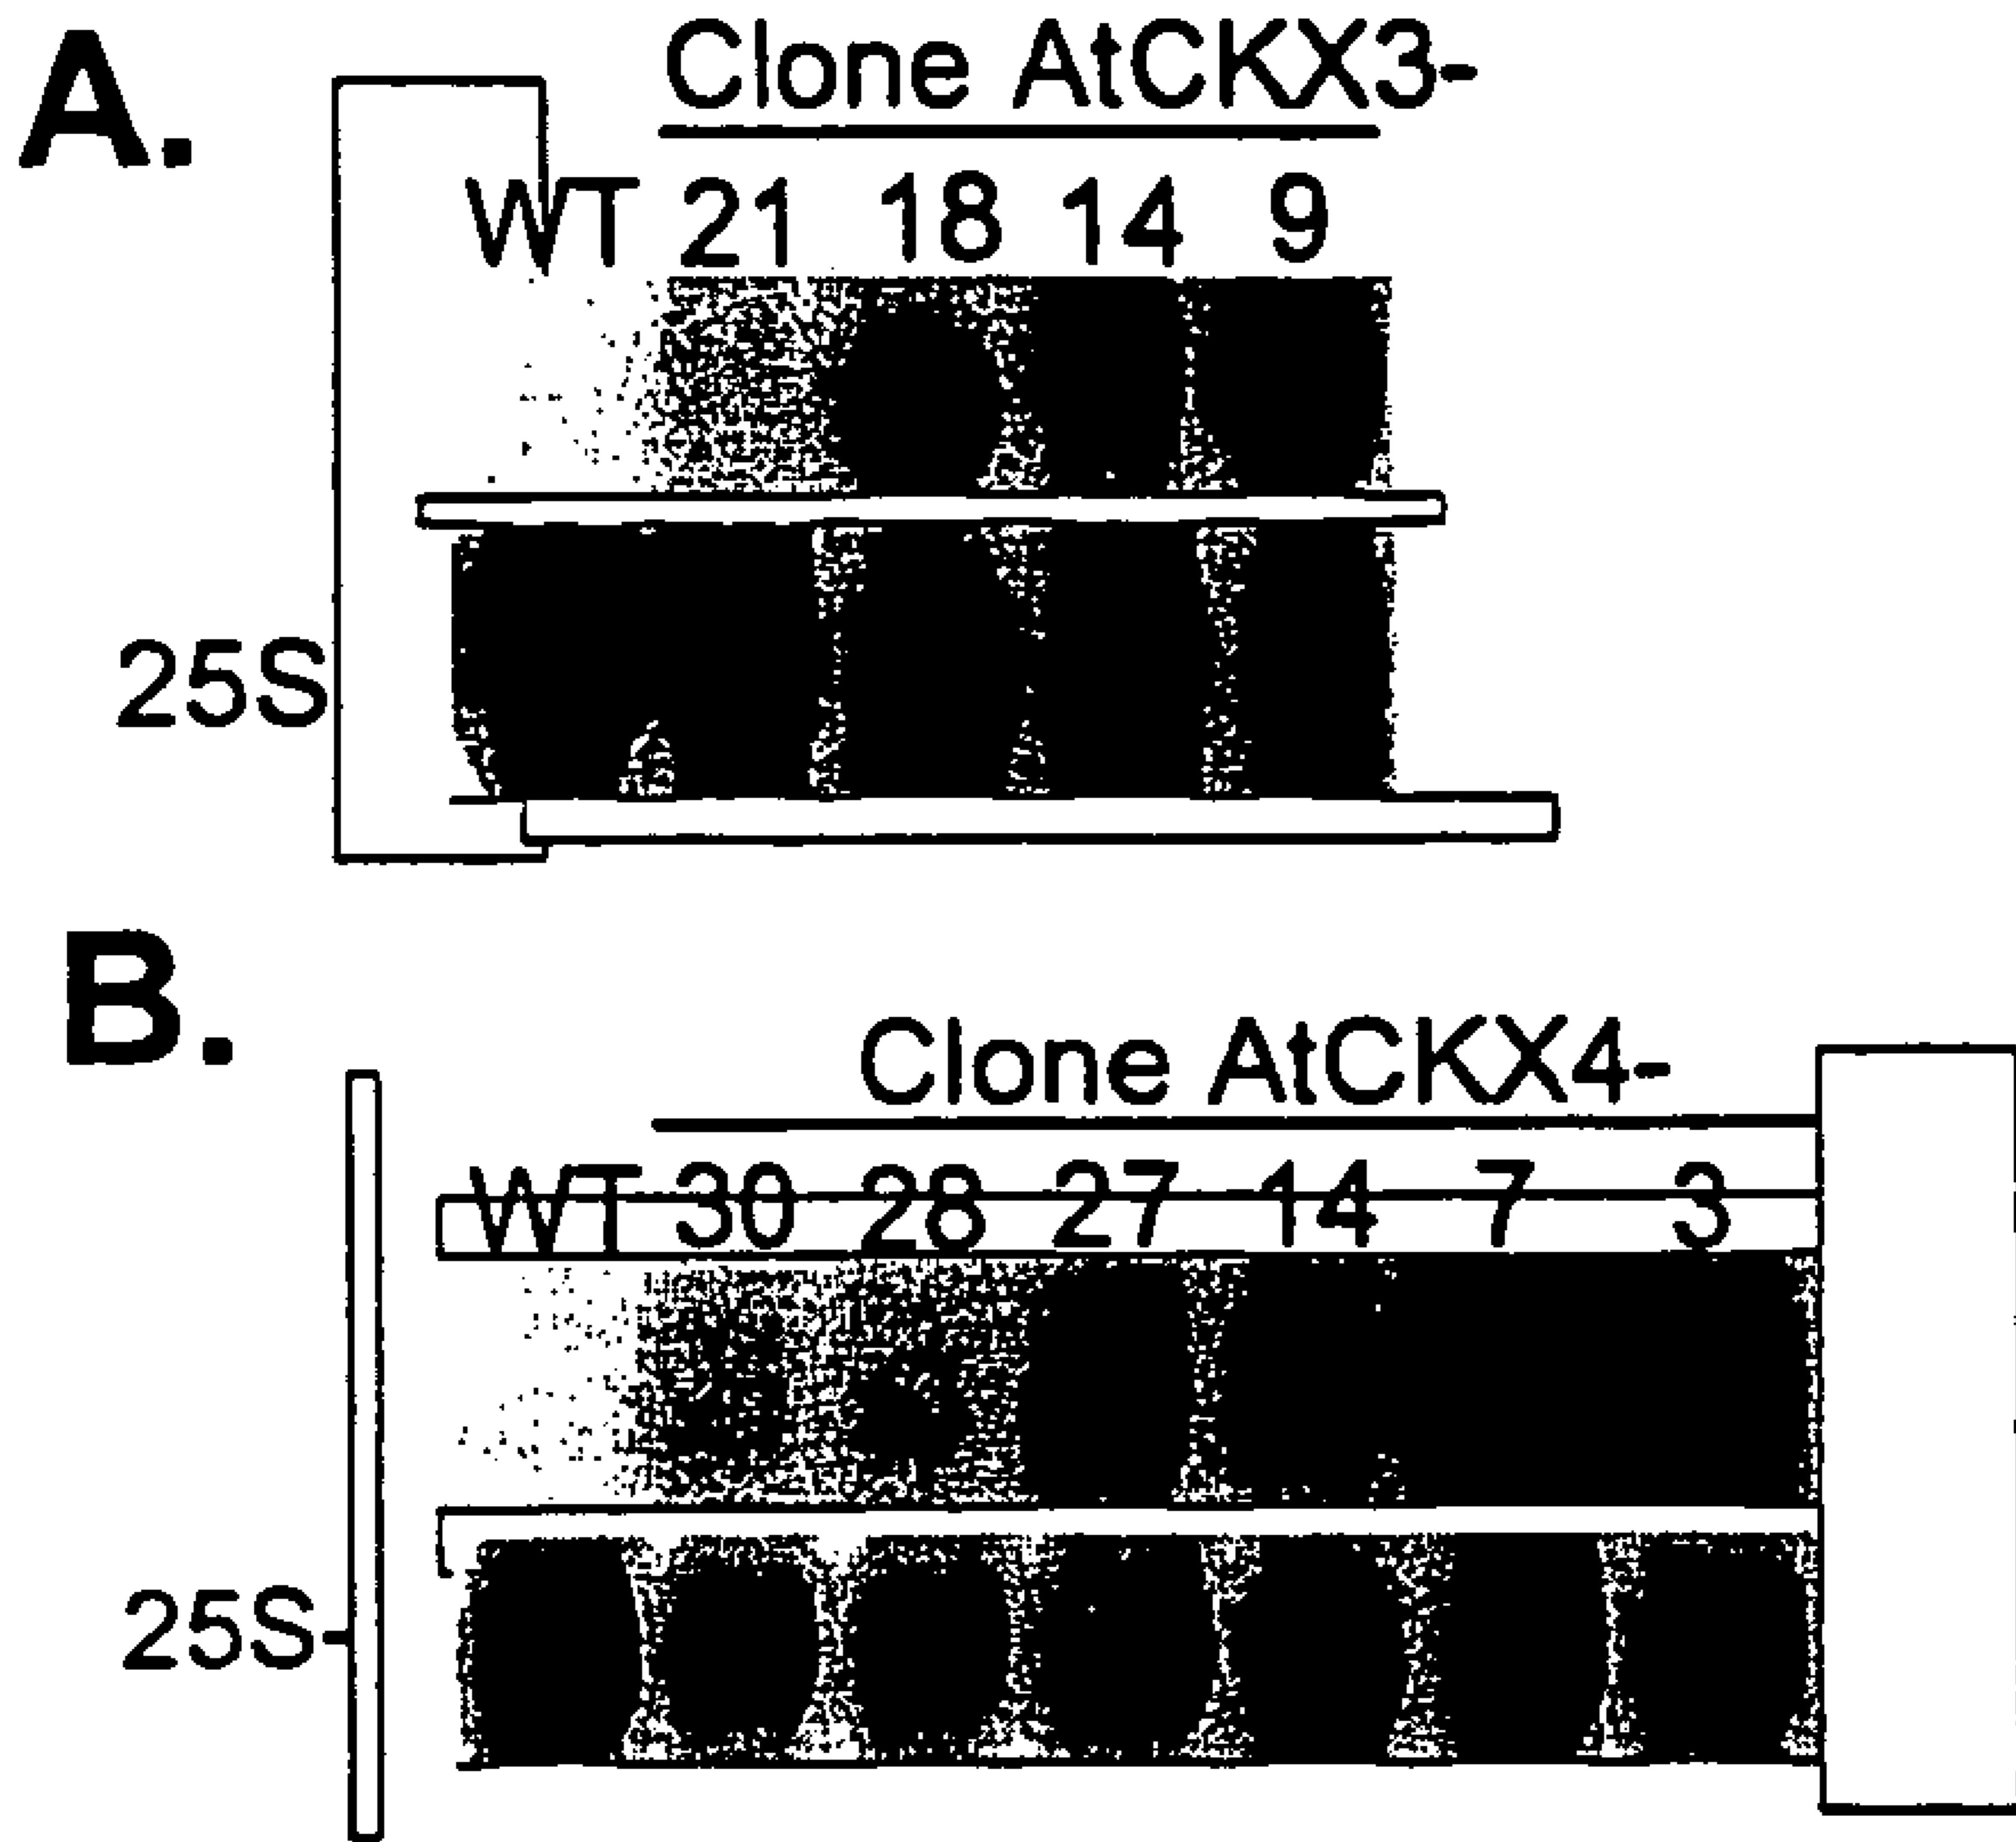 A.
Clone AtCKX3-
WT 21 18 14 9
25S
B.
Clone AtCKX4-
WT 30 28 27 14 7 3
25S-